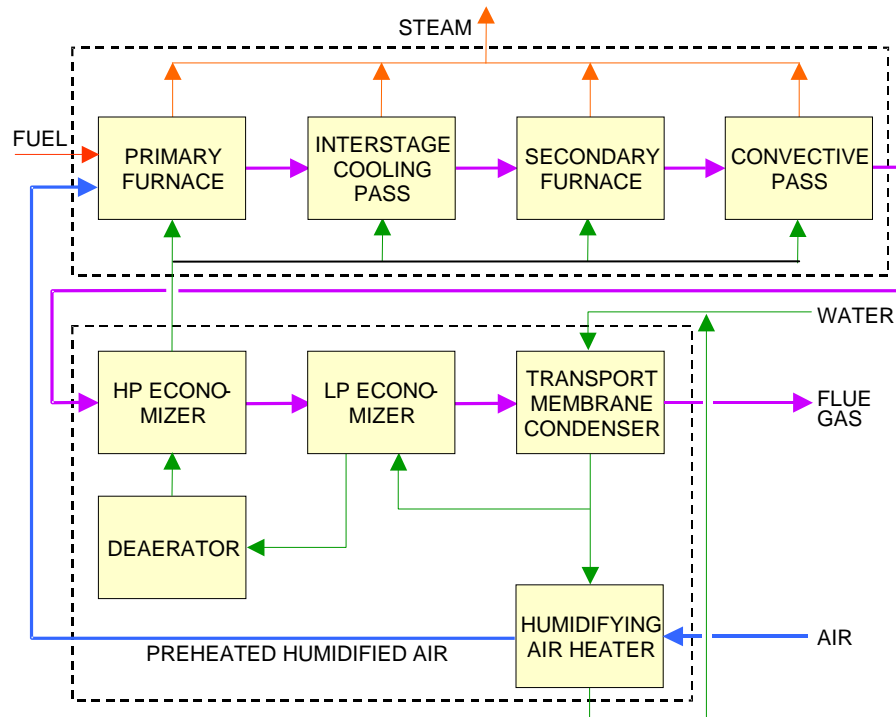 STEAM
FUEL
PRIMARY
FURNACE
INTERSTAGE
COOLING
PASS
SECONDARY
FURNACE
CONVECTIVE
PASS
WATER
HP ECONO-
MIZER
LP ECONO-
MIZER
TRANSPORT
MEMBRANE
CONDENSER
FLUE
GAS
DEAERATOR
HUMIDIFYING
AIR HEATER
AIR
PREHEATED HUMIDIFIED AIR